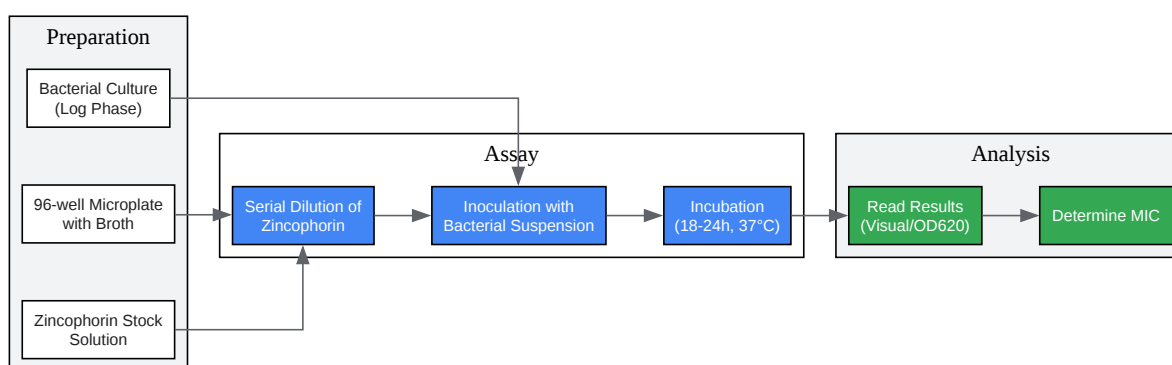 Preparation
Bacterial Culture
(Log Phase)
96-well Microplate
with Broth
Zincophorin Stock
Solution
Assay
Serial Dilution of
Zincophorin
Inoculation with
Bacterial Suspension
Incubation
(18-24h, 37°C)
Analysis
Read Results
(Visual/OD620)
Determine MIC